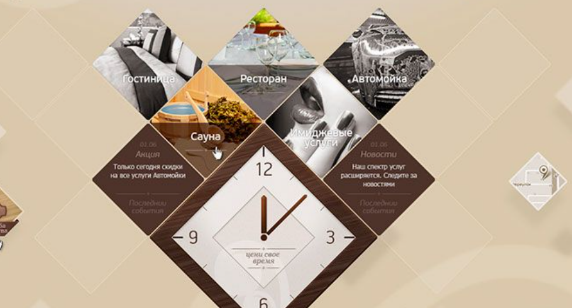 Гостиница
Ресторан
Автомойка
Сауна
Имиджевые
услуги
01.06
Акция
Только сегодня скидки
на все услуги Автомойки
Последние
события
01.06
Новости
Наш спектр услуг
расширяется. Следите за
новостями
Последние
события
12
9
3
6
цени свое
время